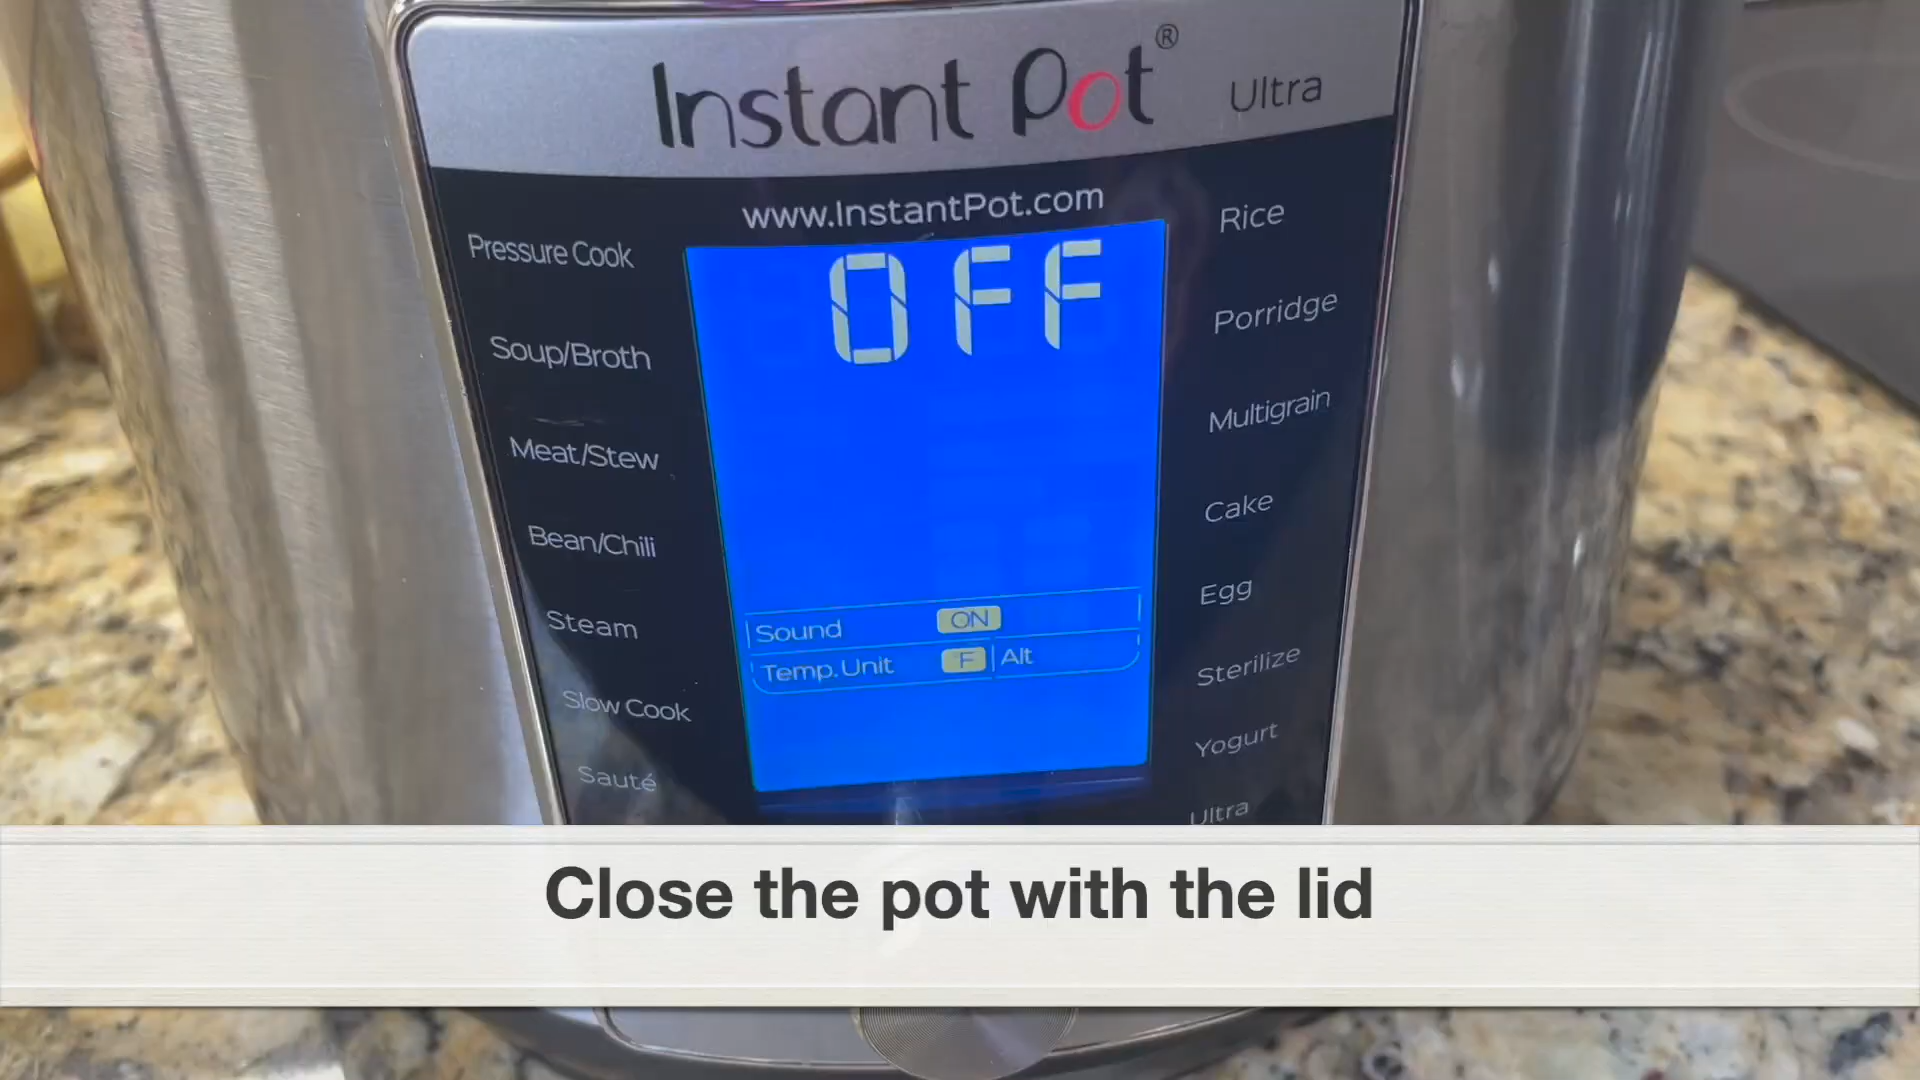 Instant Pot®
Ultra
www.InstantPot.com
Pressure Cook
Soup/Broth
Meat/Stew
Bean/Chili
Steam
Slow Cook
Sauté
OFF
Sound ON
Temp. Unit F Alt
Rice
Porridge
Multigrain
Cake
Egg
Sterilize
Yogurt
Ultra
Close the pot with the lid